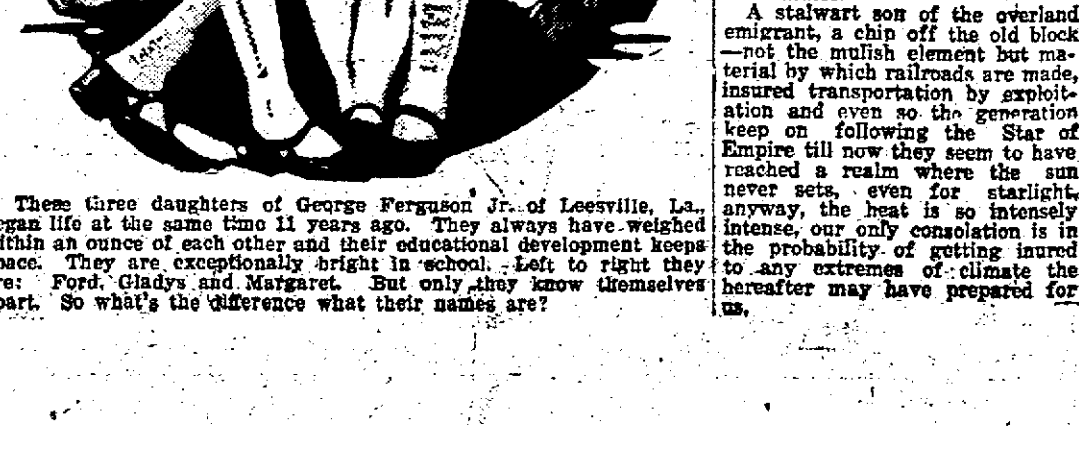 These three daughters of George Ferguson Jr. of Leesville, La.,
egan life at the same time 11 years ago. They always have weighed
ithin an ounce of each other and their educational development keeps
pace. They are exceptionally bright in school. Left to right they
re: Ford, Gladys and Margaret. But only they know themselves
part. So what's the difference what their names are?
A stalwart son of the overland
emigrant, a chip off the old block
—not the mulish element but ma-
terial by which railroads are made,
insured transportation by exploit-
ation and even so the generation
keep on following the Star of
Empire till now they seem to have
reached a realm where the sun
never sets, even for starlight,
anyway, the heat is so intensely
intense, our only consolation is in
the probability of getting inured
to any extremes of climate the
hereafter may have prepared for
us.